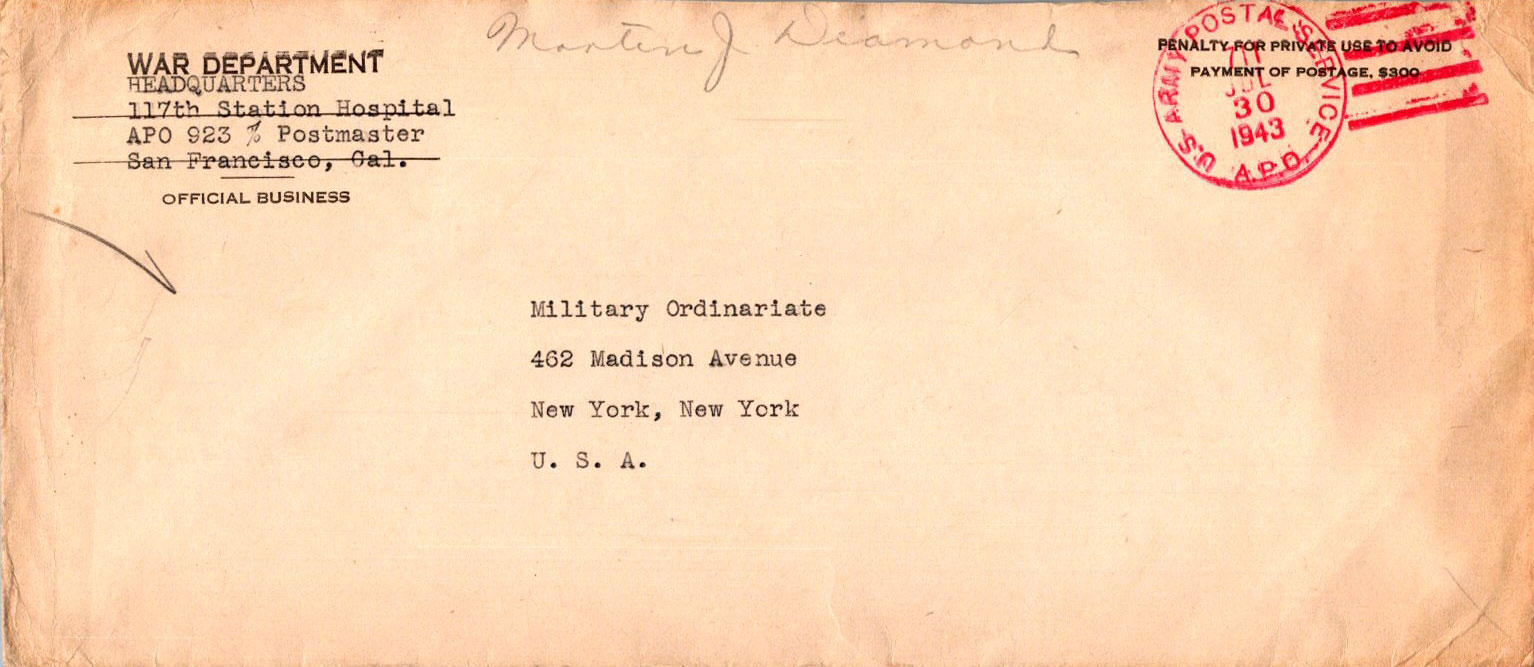 Martin J Diamond
WAR DEPARTMENT
HEADQUARTERS
117th Station Hospital
APO 923 % Postmaster
San Francisco, Cal.
OFFICIAL BUSINESS
PENALTY FOR PRIVATE USE TO AVOID
PAYMENT OF POSTAGE, $300
U.S. ARMY POSTAL SERVICE
JUL
30
1943
A.P.O.
Military Ordinariate
462 Madison Avenue
New York, New York
U. S. A.